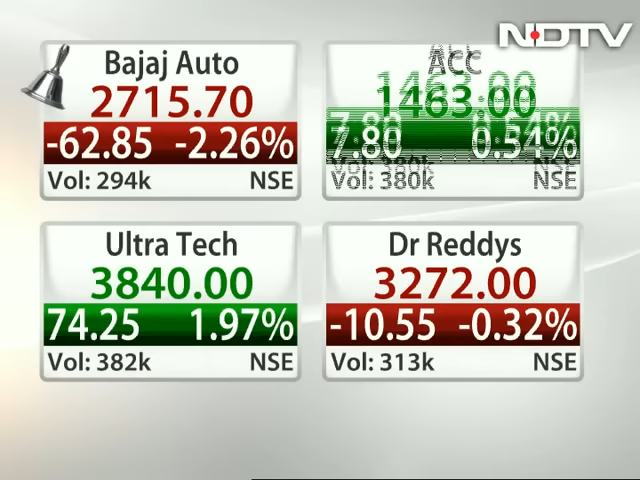 NDTV
Bajaj Auto
2715.70
-62.85 -2.26%
Vol: 294k NSE
ACC
1463.00
7.80 0.54%
Vol: 380k NSE
Ultra Tech
3840.00
74.25 1.97%
Vol: 382k NSE
Dr Reddys
3272.00
-10.55 -0.32%
Vol: 313k NSE